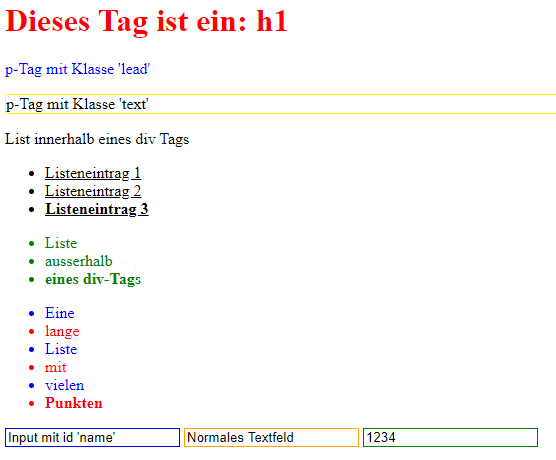 Dieses Tag ist ein: h1
p-Tag mit Klasse 'lead'
p-Tag mit Klasse 'text'
List innerhalb eines div Tags
Listeneintrag 1
Listeneintrag 2
Listeneintrag 3
Liste
ausserhalb
eines div-Tags
Eine
lange
Liste
mit
vielen
Punkten
Input mit id 'name' Normales Textfeld 1234